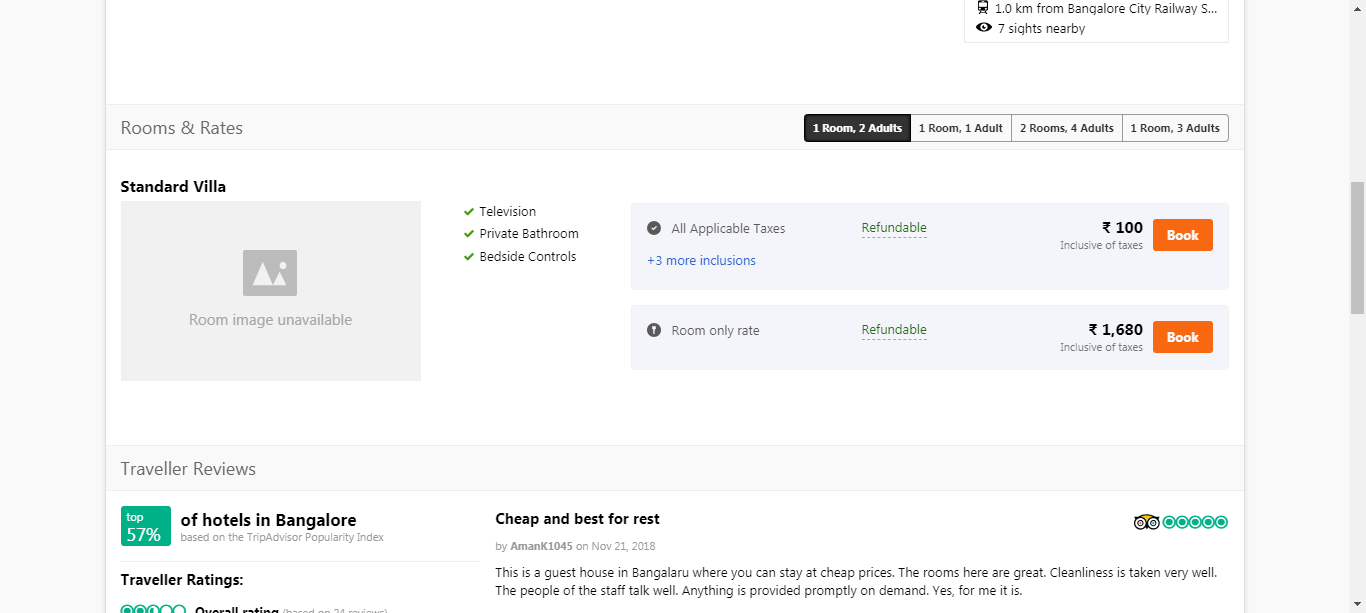 1.0 km from Bangalore City Railway S...
7 sights nearby
Rooms & Rates
1 Room, 2 Adults
1 Room, 1 Adult
2 Rooms, 4 Adults
1 Room, 3 Adults
Standard Villa
Room image unavailable
Television
Private Bathroom
Bedside Controls
All Applicable Taxes
Refundable
₹ 100
Inclusive of taxes
Book
+3 more inclusions
Room only rate
Refundable
₹ 1,680
Inclusive of taxes
Book
Traveller Reviews
top
57%
of hotels in Bangalore
based on the TripAdvisor Popularity Index
Traveller Ratings:
Overall rating (based on 24 reviews)
Cheap and best for rest
by AmanK1045 on Nov 21, 2018
This is a guest house in Bangalaru where you can stay at cheap prices. The rooms here are great. Cleanliness is taken very well.
The people of the staff talk well. Anything is provided promptly on demand. Yes, for me it is.